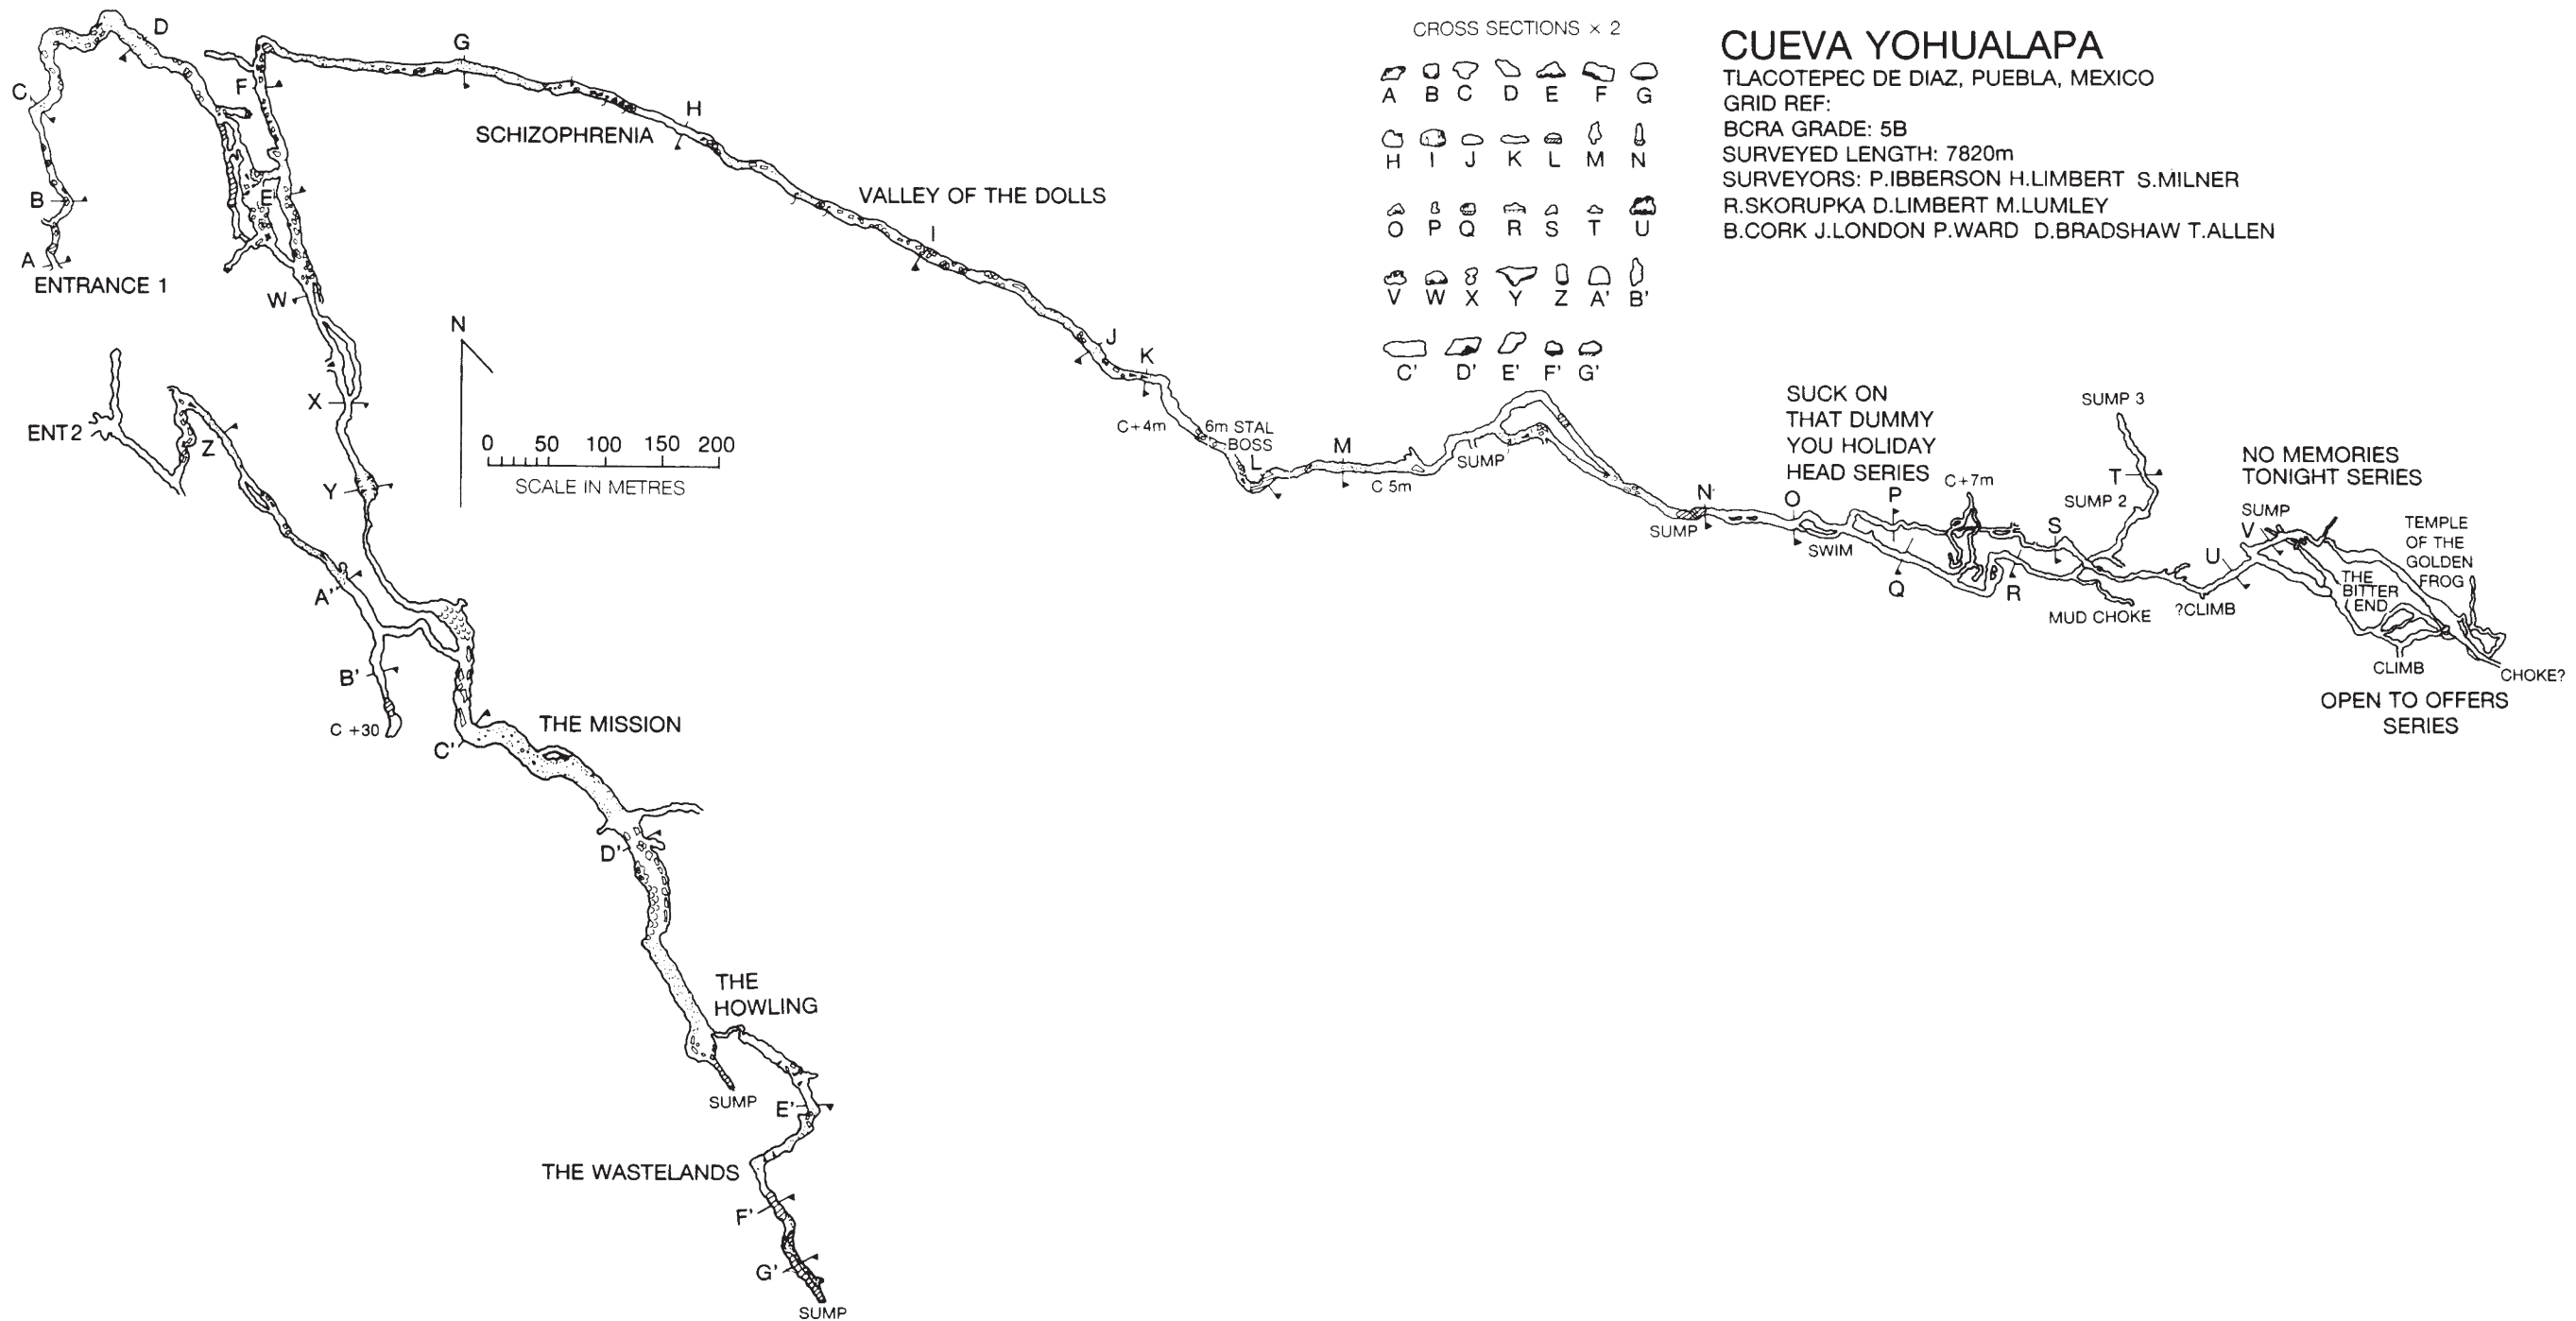 CUEVA YOHUALAPA
TLACOTEPEC DE DIAZ, PUEBLA, MEXICO
GRID REF:
BCRA GRADE: 5B
SURVEYED LENGTH: 7820m
SURVEYORS: P.IBBERSON H.LIMBERT S.MILNER
R.SKORUPKA D.LIMBERT M.LUMLEY
B.CORK J.LONDON P.WARD D.BRADSHAW T.ALLEN
CROSS SECTIONS × 2
A B C D E F G
H I J K L M N
O P Q R S T U
V W X Y Z A' B'
C' D' E' F' G'
D
G
C
F
H
SCHIZOPHRENIA
B
E
VALLEY OF THE DOLLS
I
A
ENTRANCE 1
W
N
J
K
X
ENT2
Z
C+4m
6m STAL
BOSS
L
M
C 5m
SUMP
0 50 100 150 200
SCALE IN METRES
Y
SUCK ON
THAT DUMMY
YOU HOLIDAY
HEAD SERIES
SUMP 3
T
SUMP 2
NO MEMORIES
TONIGHT SERIES
N
SUMP
O
SWIM
P
C+7m
Q
B
R
S
MUD CHOKE
?CLIMB
U
V
SUMP
TEMPLE
OF THE
GOLDEN
FROG
THE
BITTER
END
CLIMB
CHOKE?
OPEN TO OFFERS
SERIES
A'
B'
C +30
C'
THE MISSION
D'
THE
HOWLING
SUMP
E'
THE WASTELANDS
F'
G'
SUMP